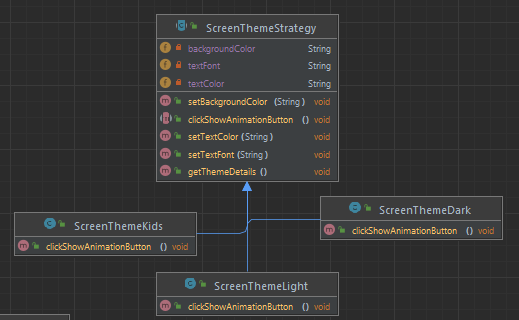 ScreenThemeStrategy
backgroundColor String
textFont String
textColor String
setBackgroundColor (String) void
clickShowAnimationButton () void
setTextColor (String) void
setTextFont (String) void
getThemeDetails () void
ScreenThemeKids
clickShowAnimationButton () void
ScreenThemeDark
clickShowAnimationButton () void
ScreenThemeLight
clickShowAnimationButton () void